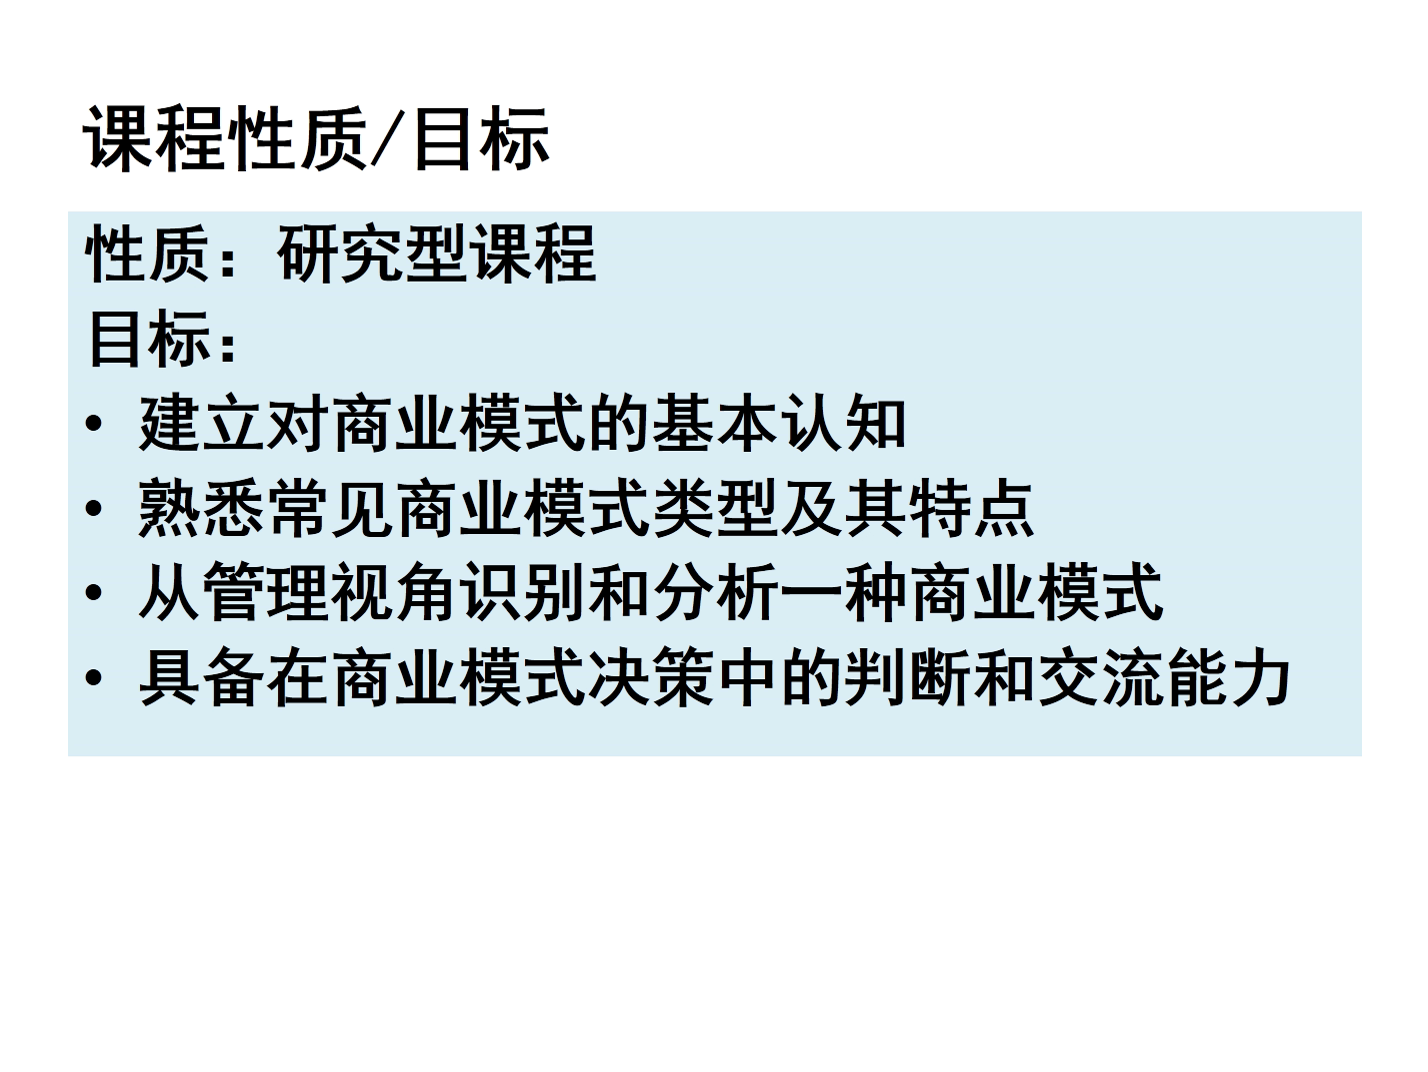 课程性质/目标
性质：研究型课程
目标：
• 建立对商业模式的基本认知
• 熟悉常见商业模式类型及其特点
• 从管理视角识别和分析一种商业模式
• 具备在商业模式决策中的判断和交流能力